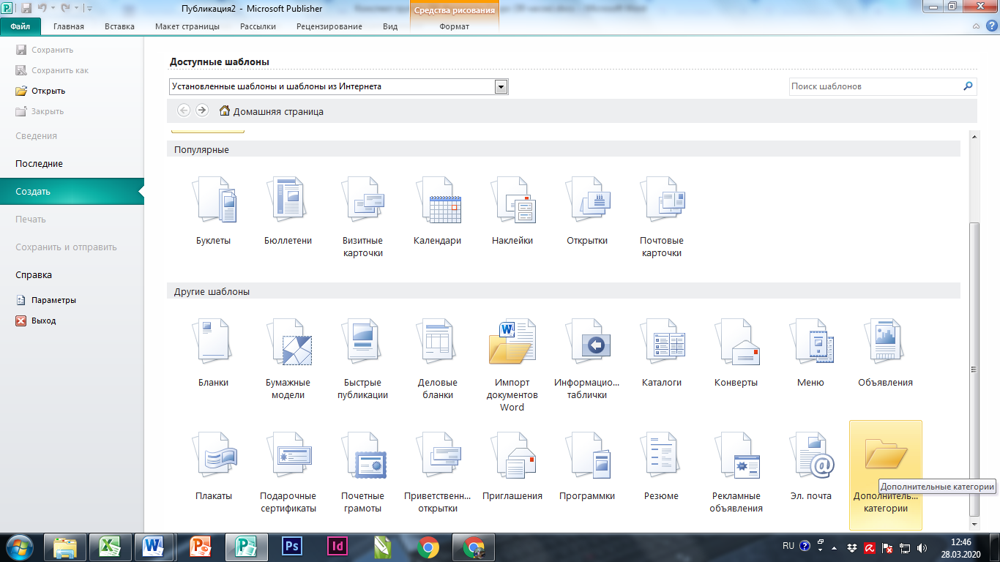 Публикация2 - Microsoft Publisher
Средства рисования
Файл Главная Вставка Макет страницы Рассылки Рецензирование Вид Формат
Сохранить
Сохранить как
Открыть
Закрыть
Сведения
Последние
Создать
Печать
Сохранить и отправить
Справка
Параметры
Выход
Доступные шаблоны
Установленные шаблоны и шаблоны из Интернета
Поиск шаблонов
Домашняя страница
Популярные
Буклеты
Бюллетени
Визитные
карточки
Календари
Наклейки
Открытки
Почтовые
карточки
Другие шаблоны
Бланки
Бумажные
модели
Быстрые
публикации
Деловые
бланки
Импорт
документов
Word
Информацио...
таблички
Каталоги
Конверты
Меню
Объявления
Плакаты
Подарочные
сертификаты
Почетные
грамоты
Приветственн...
открытки
Приглашения
Программки
Резюме
Рекламные
объявления
Эл. почта
Дополнитель...
категории
Дополнительные категории
Ps
Id
RU
12:46
28.03.2020